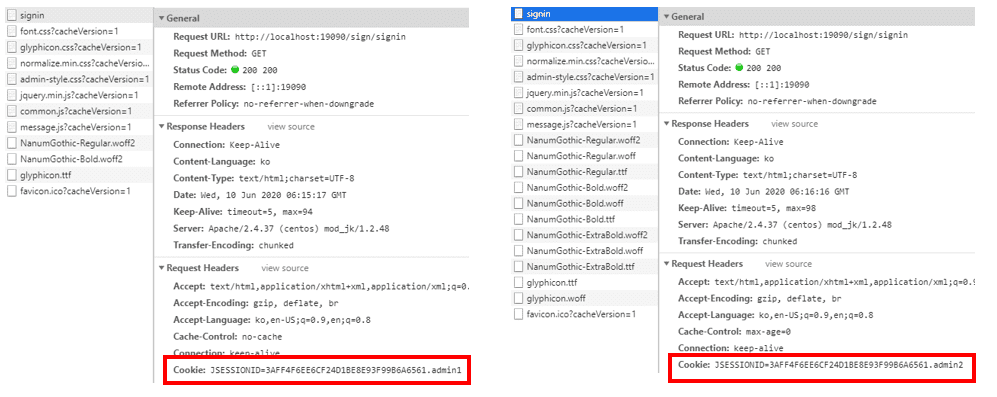 signin
font.css?cacheVersion=1
glyphicon.css?cacheVersion=1
normalize.min.css?cacheVersio...
admin-style.css?cacheVersion=1
jquery.min.js?cacheVersion=1
common.js?cacheVersion=1
message.js?cacheVersion=1
NanumGothic-Regular.woff2
NanumGothic-Bold.woff2
glyphicon.ttf
favicon.ico?cacheVersion=1
General
Request URL: http://localhost:19090/sign/signin
Request Method: GET
Status Code: 200 200
Remote Address: [::1]:19090
Referrer Policy: no-referrer-when-downgrade
Response Headers view source
Connection: Keep-Alive
Content-Language: ko
Content-Type: text/html;charset=UTF-8
Date: Wed, 10 Jun 2020 06:15:17 GMT
Keep-Alive: timeout=5, max=94
Server: Apache/2.4.37 (centos) mod_jk/1.2.48
Transfer-Encoding: chunked
Request Headers view source
Accept: text/html,application/xhtml+xml,application/xml;q=0.
Accept-Encoding: gzip, deflate, br
Accept-Language: ko,en-US;q=0.9,en;q=0.8
Cache-Control: no-cache
Connection: keep-alive
Cookie: JSESSIONID=3AFF4F6EE6CF24D1BE8E93F99B6A6561.admin1
signin
font.css?cacheVersion=1
glyphicon.css?cacheVersion=1
normalize.min.css?cacheVersio...
admin-style.css?cacheVersion=1
jquery.min.js?cacheVersion=1
common.js?cacheVersion=1
message.js?cacheVersion=1
NanumGothic-Regular.woff2
NanumGothic-Regular.woff
NanumGothic-Regular.ttf
NanumGothic-Bold.woff2
NanumGothic-Bold.woff
NanumGothic-Bold.ttf
NanumGothic-ExtraBold.woff2
NanumGothic-ExtraBold.woff
NanumGothic-ExtraBold.ttf
glyphicon.ttf
glyphicon.woff
favicon.ico?cacheVersion=1
General
Request URL: http://localhost:19090/sign/signin
Request Method: GET
Status Code: 200 200
Remote Address: [::1]:19090
Referrer Policy: no-referrer-when-downgrade
Response Headers view source
Connection: Keep-Alive
Content-Language: ko
Content-Type: text/html;charset=UTF-8
Date: Wed, 10 Jun 2020 06:16:16 GMT
Keep-Alive: timeout=5, max=98
Server: Apache/2.4.37 (centos) mod_jk/1.2.48
Transfer-Encoding: chunked
Request Headers view source
Accept: text/html,application/xhtml+xml,application/xml;q=0.9
Accept-Encoding: gzip, deflate, br
Accept-Language: ko,en-US;q=0.9,en;q=0.8
Cache-Control: max-age=0
Connection: keep-alive
Cookie: JSESSIONID=3AFF4F6EE6CF24D1BE8E93F99B6A6561.admin2